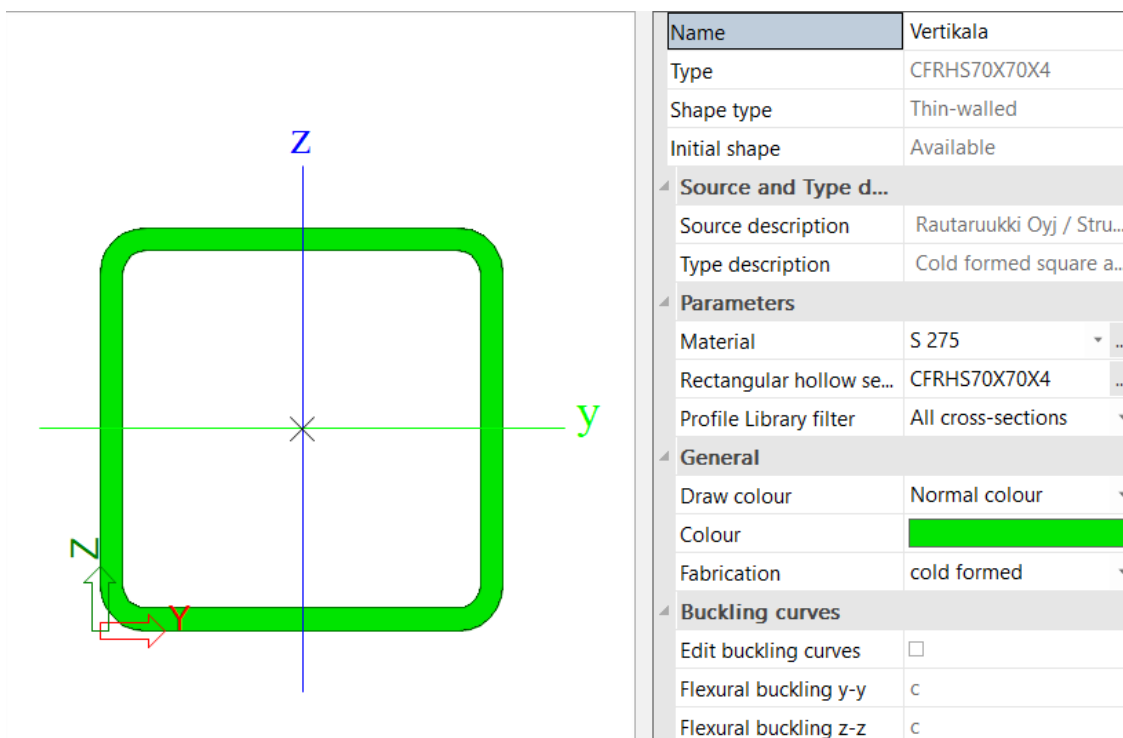 z
y
Z
Y
Name Vertikala
Type CFRHS70X70X4
Shape type Thin-walled
Initial shape Available
Source and Type d...
Source description Rautaruukki Oyj / Stru...
Type description Cold formed square a...
Parameters
Material S 275 ...
Rectangular hollow se... CFRHS70X70X4 ...
Profile Library filter All cross-sections
General
Draw colour Normal colour
Colour
Fabrication cold formed
Buckling curves
Edit buckling curves
Flexural buckling y-y c
Flexural buckling z-z c